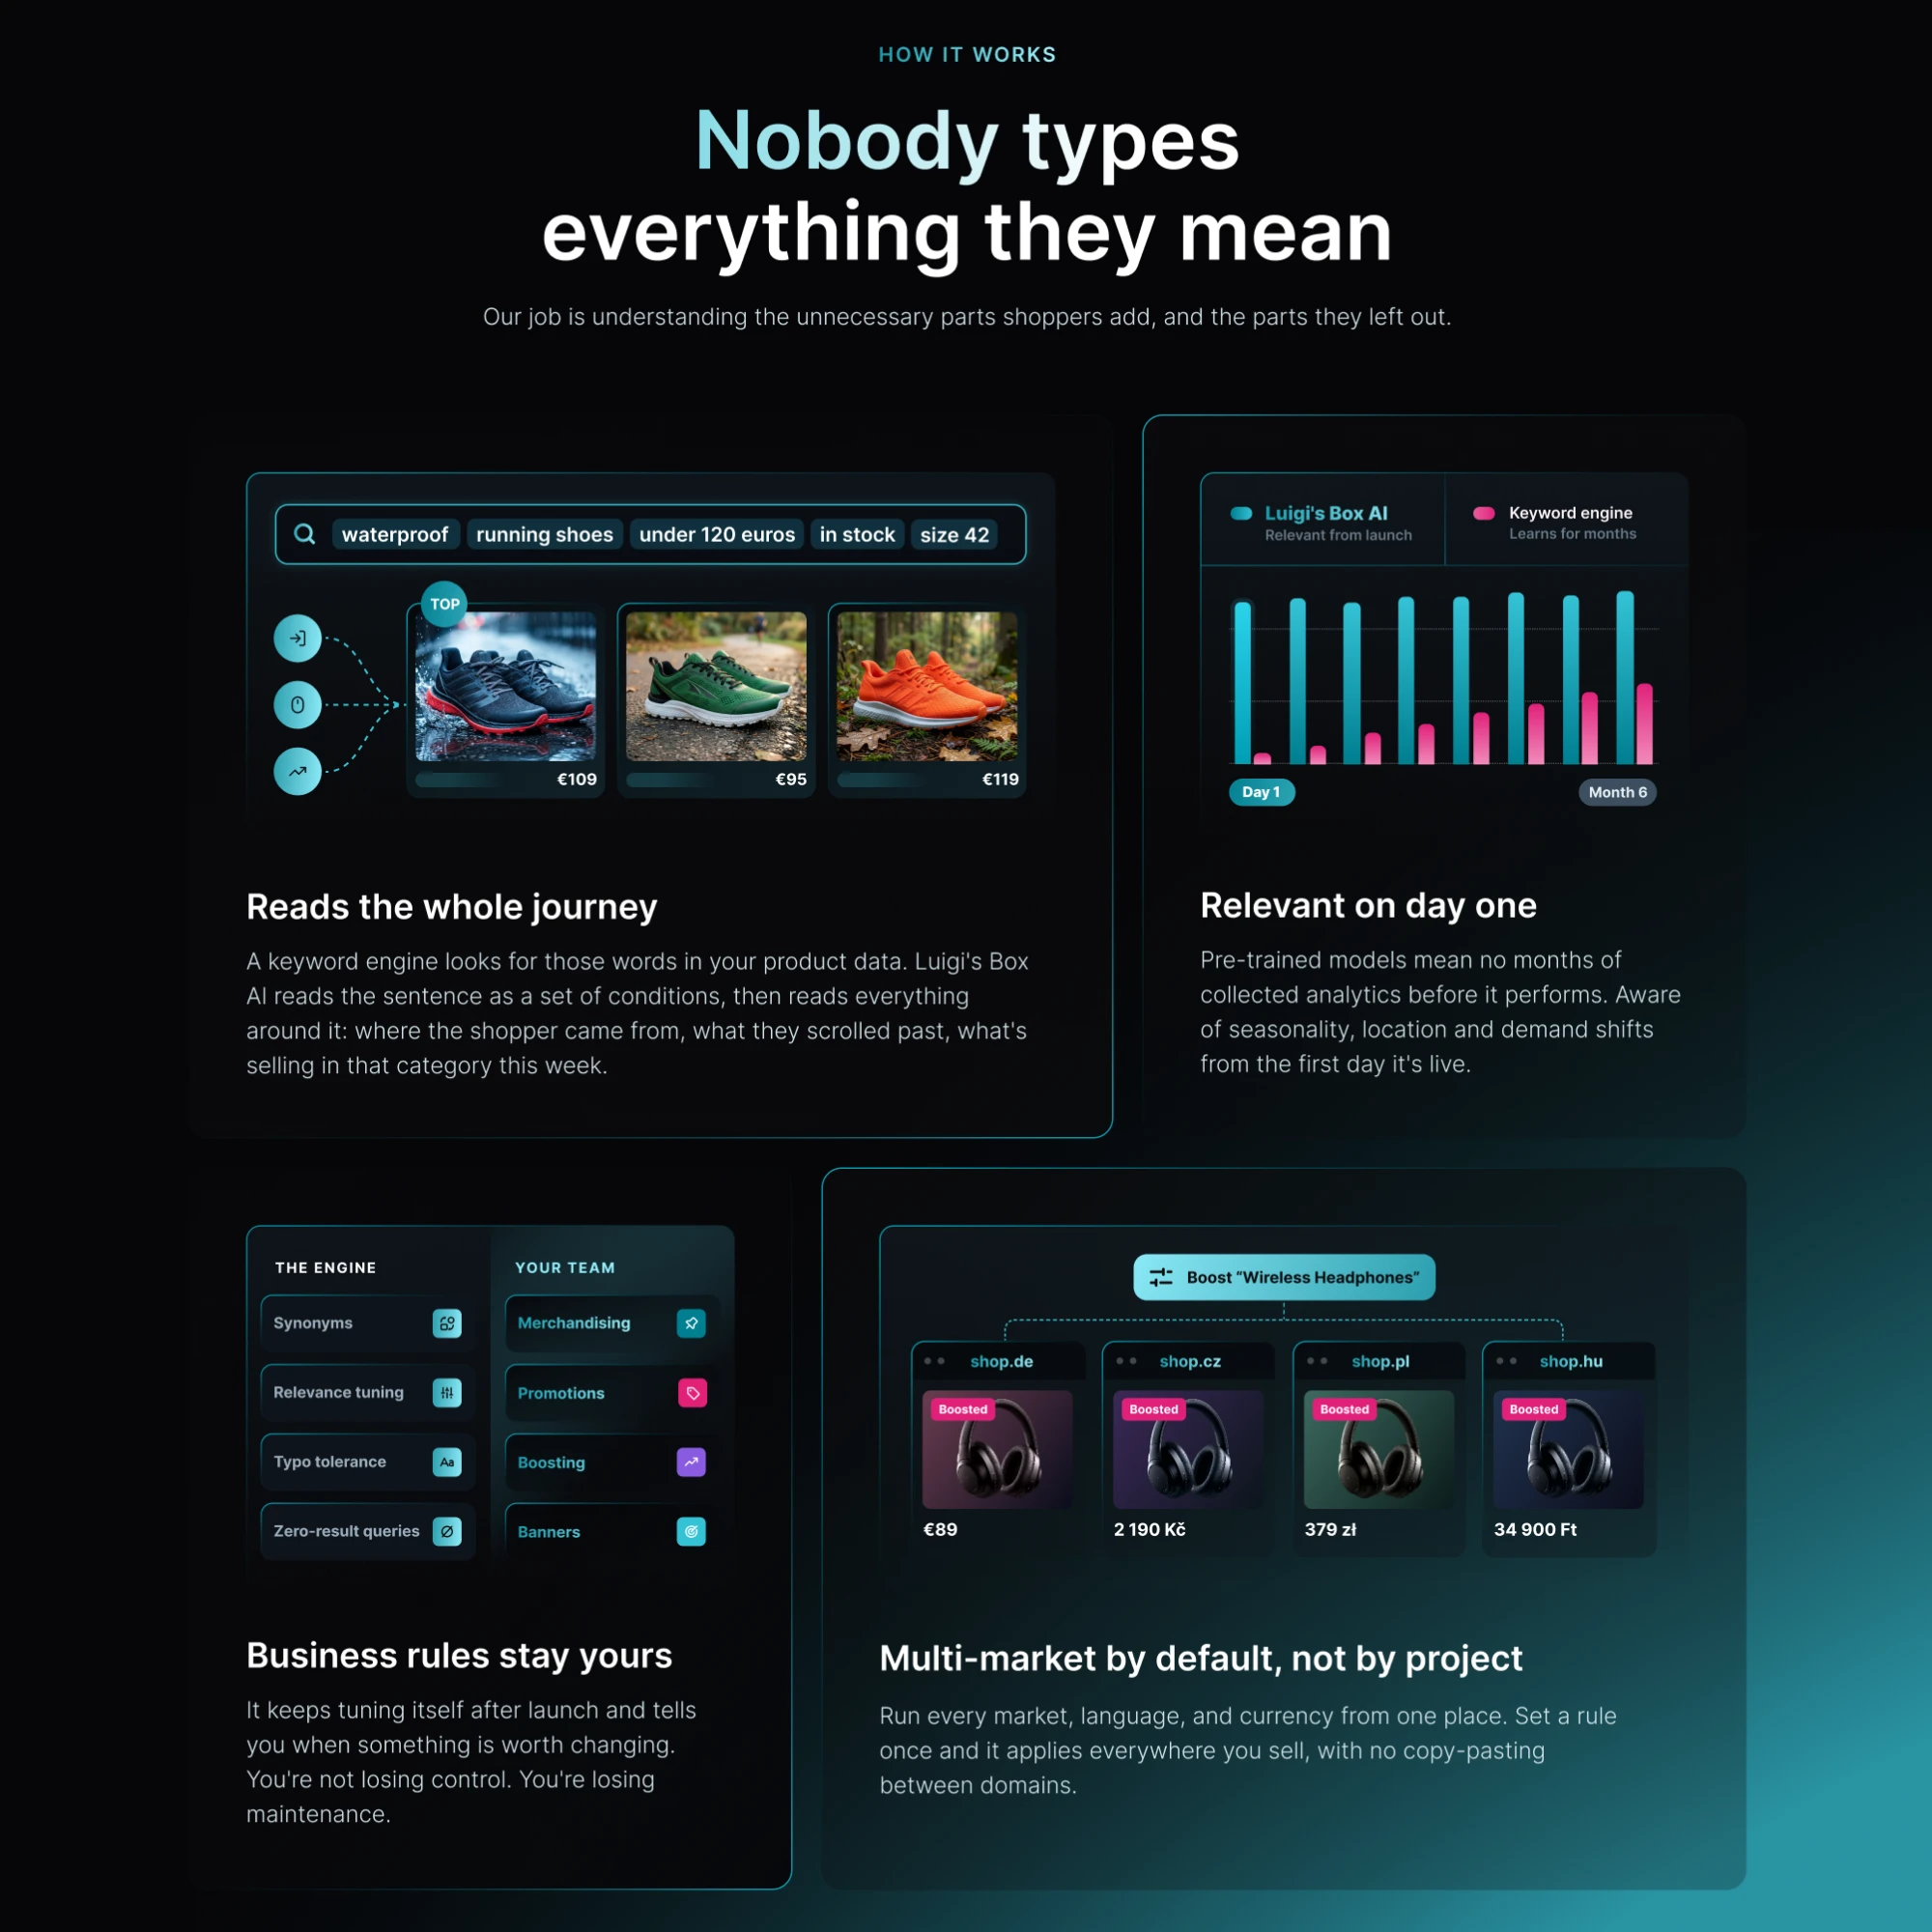 HOW IT WORKS
Nobody types
everything they mean
Our job is understanding the unnecessary parts shoppers add, and the parts they left out.
waterproof running shoes under 120 euros in stock size 42
TOP
€109 €95 €119
Reads the whole journey
A keyword engine looks for those words in your product data. Luigi's Box
AI reads the sentence as a set of conditions, then reads everything
around it: where the shopper came from, what they scrolled past, what's
selling in that category this week.
Luigi's Box AI
Relevant from launch
Keyword engine
Learns for months
Day 1 Month 6
Relevant on day one
Pre-trained models mean no months of
collected analytics before it performs. Aware
of seasonality, location and demand shifts
from the first day it's live.
THE ENGINE
Synonyms
Relevance tuning
Typo tolerance
Aa
Zero-result queries
YOUR TEAM
Merchandising
Promotions
Boosting
Banners
Business rules stay yours
It keeps tuning itself after launch and tells
you when something is worth changing.
You're not losing control. You're losing
maintenance.
Boost “Wireless Headphones”
shop.de shop.cz shop.pl shop.hu
Boosted Boosted Boosted Boosted
€89 2 190 Kč 379 zł 34 900 Ft
Multi-market by default, not by project
Run every market, language, and currency from one place. Set a rule
once and it applies everywhere you sell, with no copy-pasting
between domains.